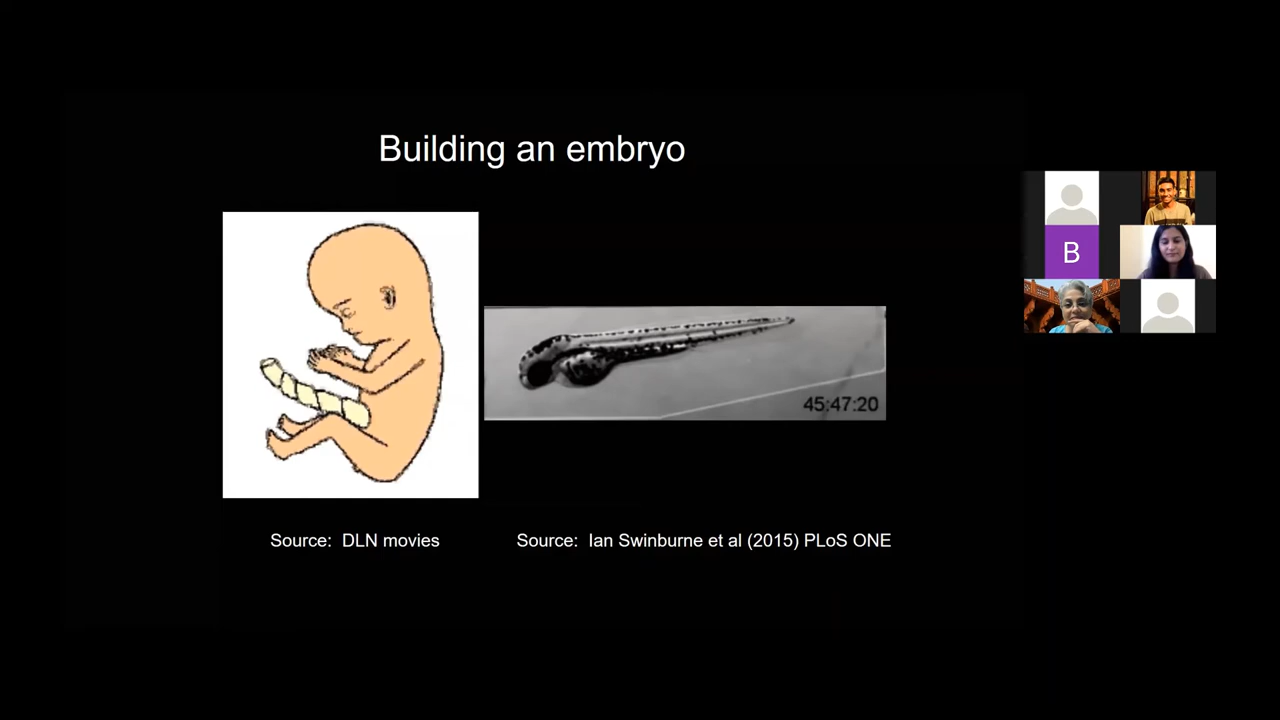 Building an embryo
B
45:47:20
Source: DLN movies
Source: Ian Swinburne et al (2015) PLoS ONE